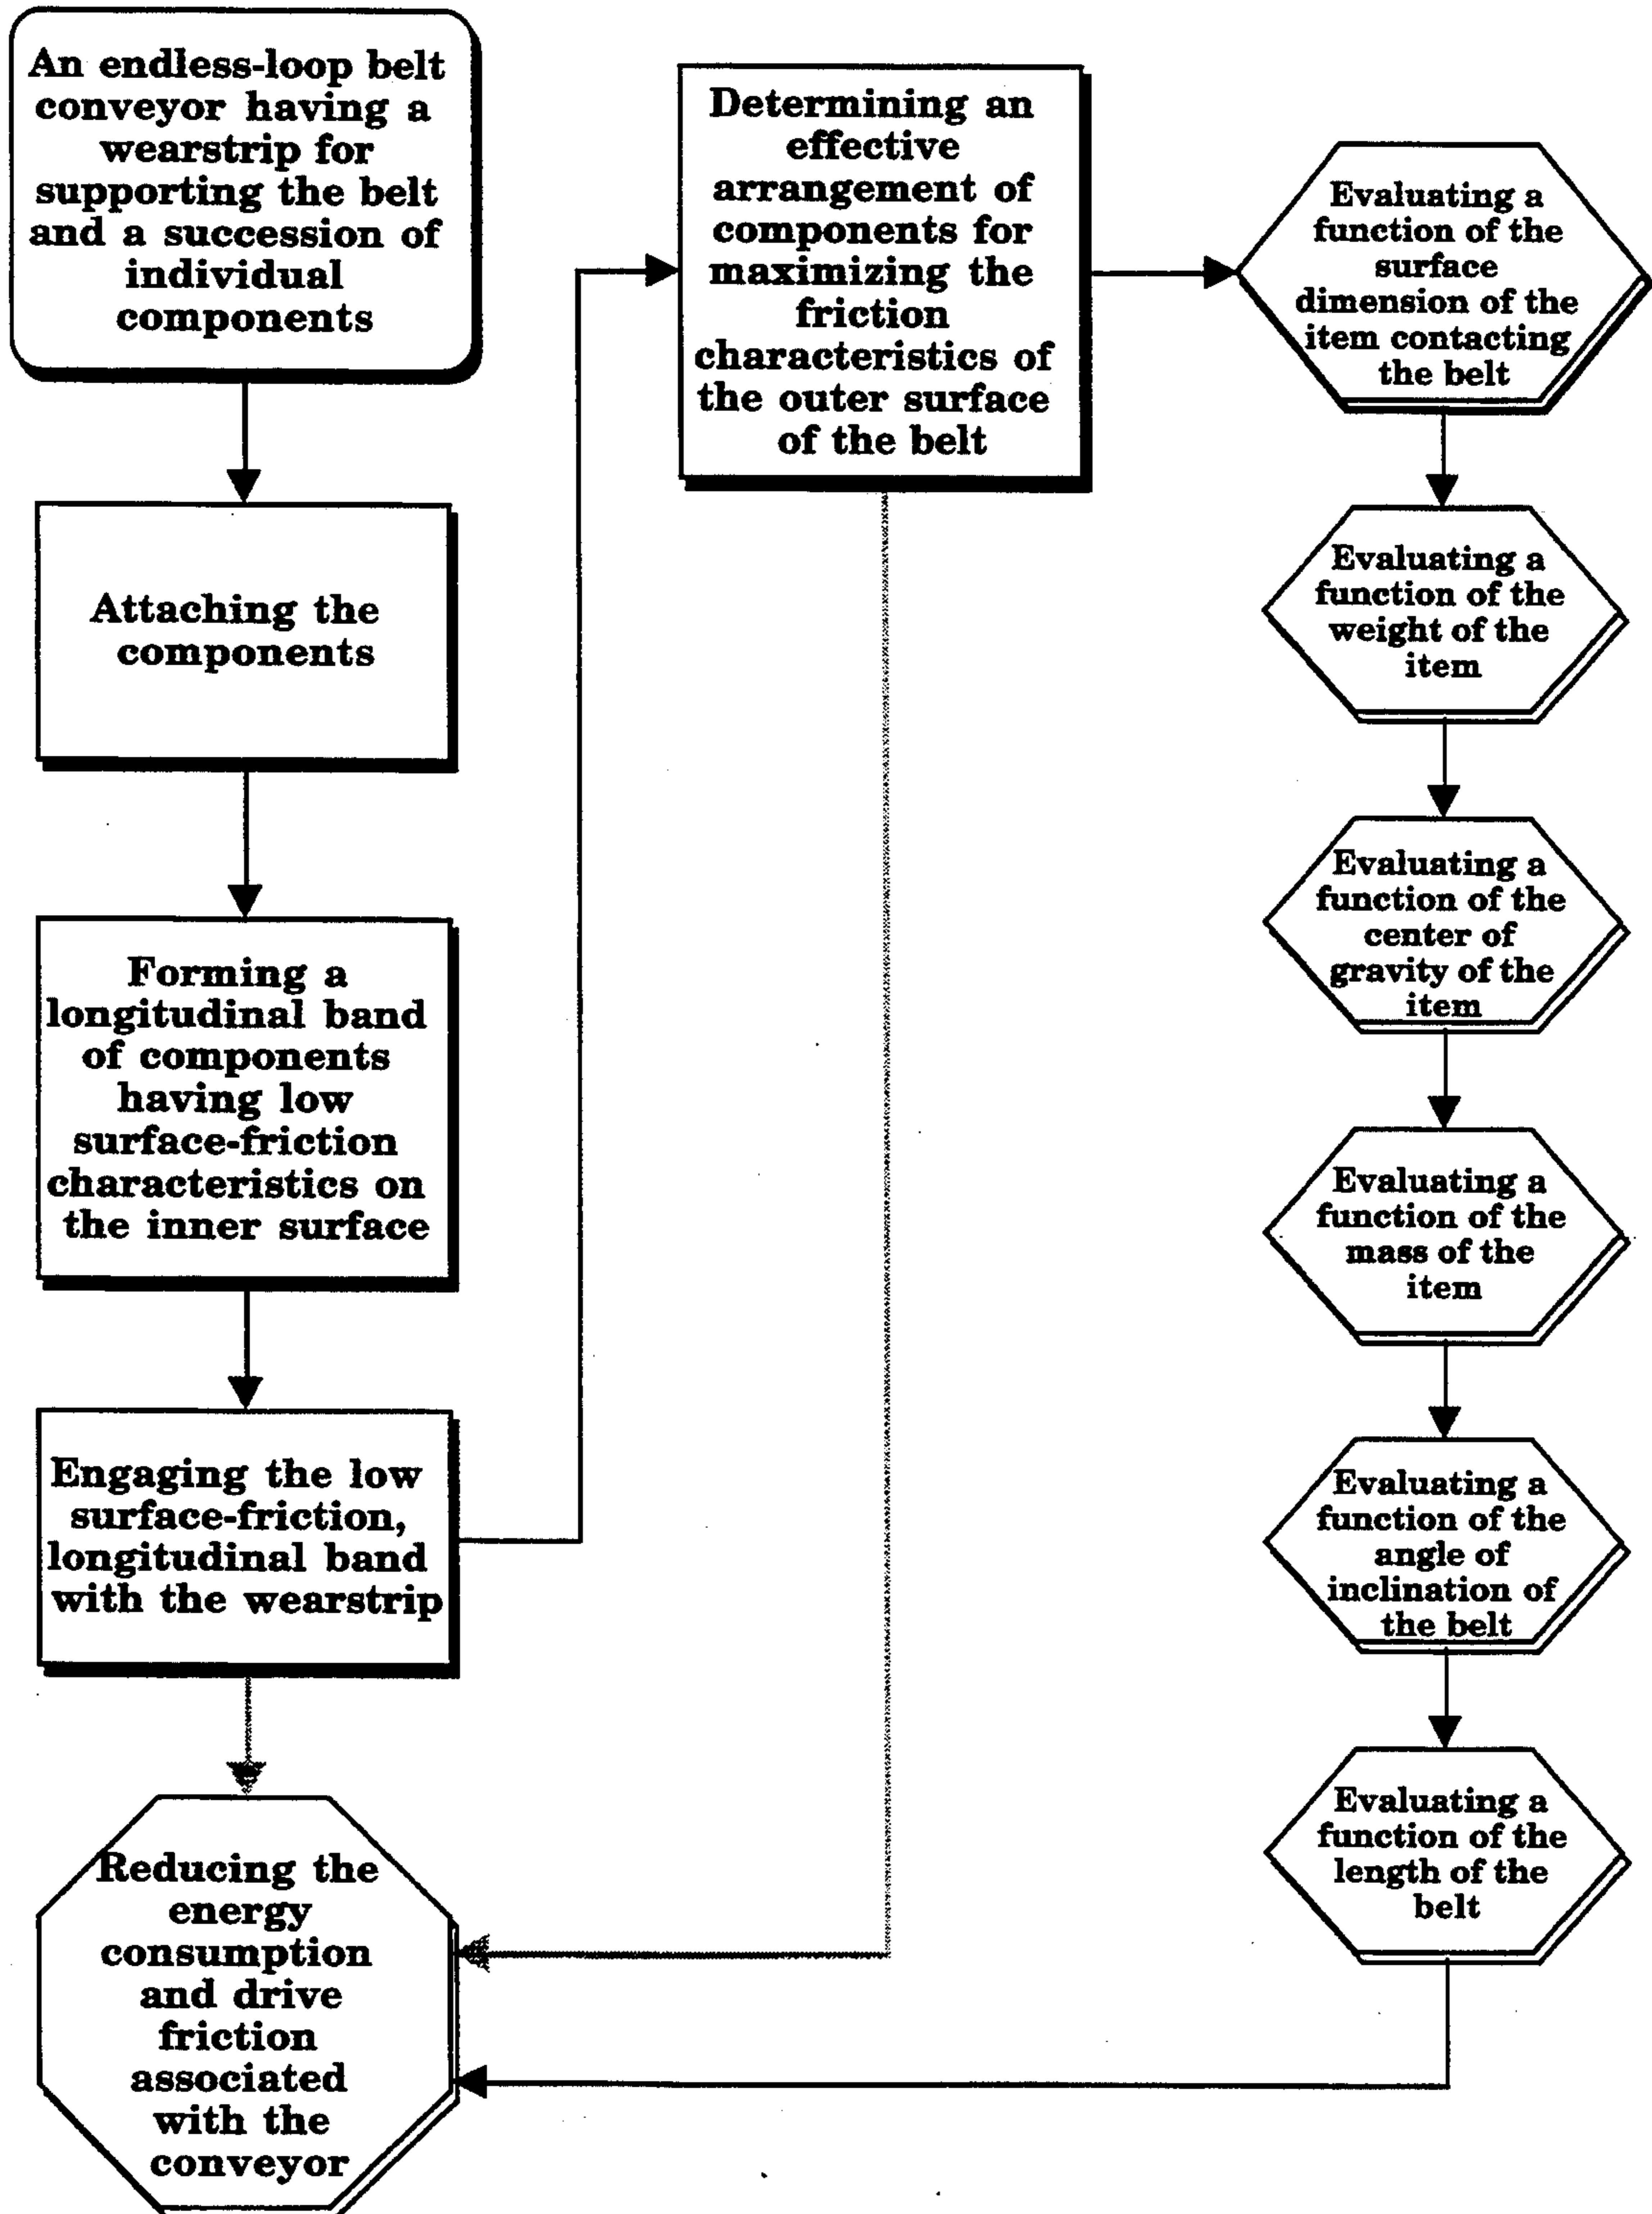 An endless-loop belt
conveyor having a
wearstrip for
supporting the belt
and a succession of
individual
components
Attaching the
components
Forming a
longitudinal band
of components
having low
surface-friction
characteristics on
the inner surface
Engaging the low
surface-friction,
longitudinal band
with the wearstrip
Reducing the
energy
consumption
and drive
friction
associated
with the
conveyor
Determining an
effective
arrangement of
components for
maximizing the
friction
characteristics of
the outer surface
of the belt
Evaluating a
function of the
surface
dimension of the
item contacting
the belt
Evaluating a
function of the
weight of the
item
Evaluating a
function of the
center of
gravity of the
item
Evaluating a
function of the
mass of the
item
Evaluating a
function of the
angle of
inclination of
the belt
Evaluating a
function of the
length of the
belt